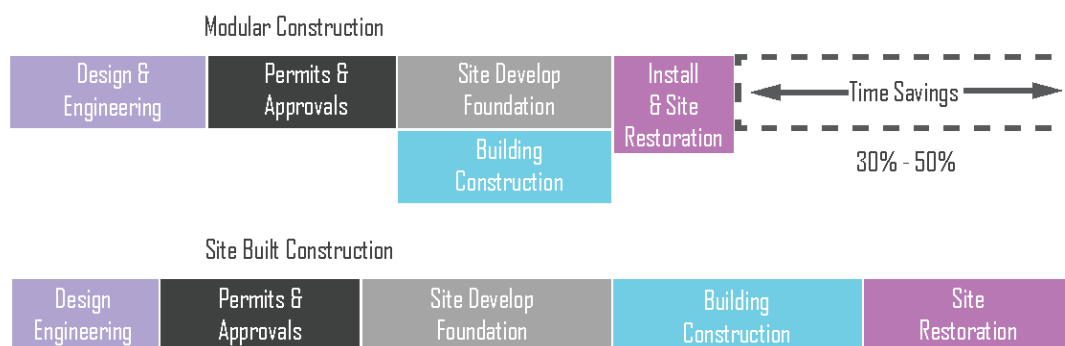 Modular Construction
Design &
Engineering
Permits &
Approvals
Site Develop
Foundation
Building
Construction
Install
& Site
Restoration
Time Savings
30% - 50%
Site Built Construction
Design
Engineering
Permits &
Approvals
Site Develop
Foundation
Building
Construction
Site
Restoration